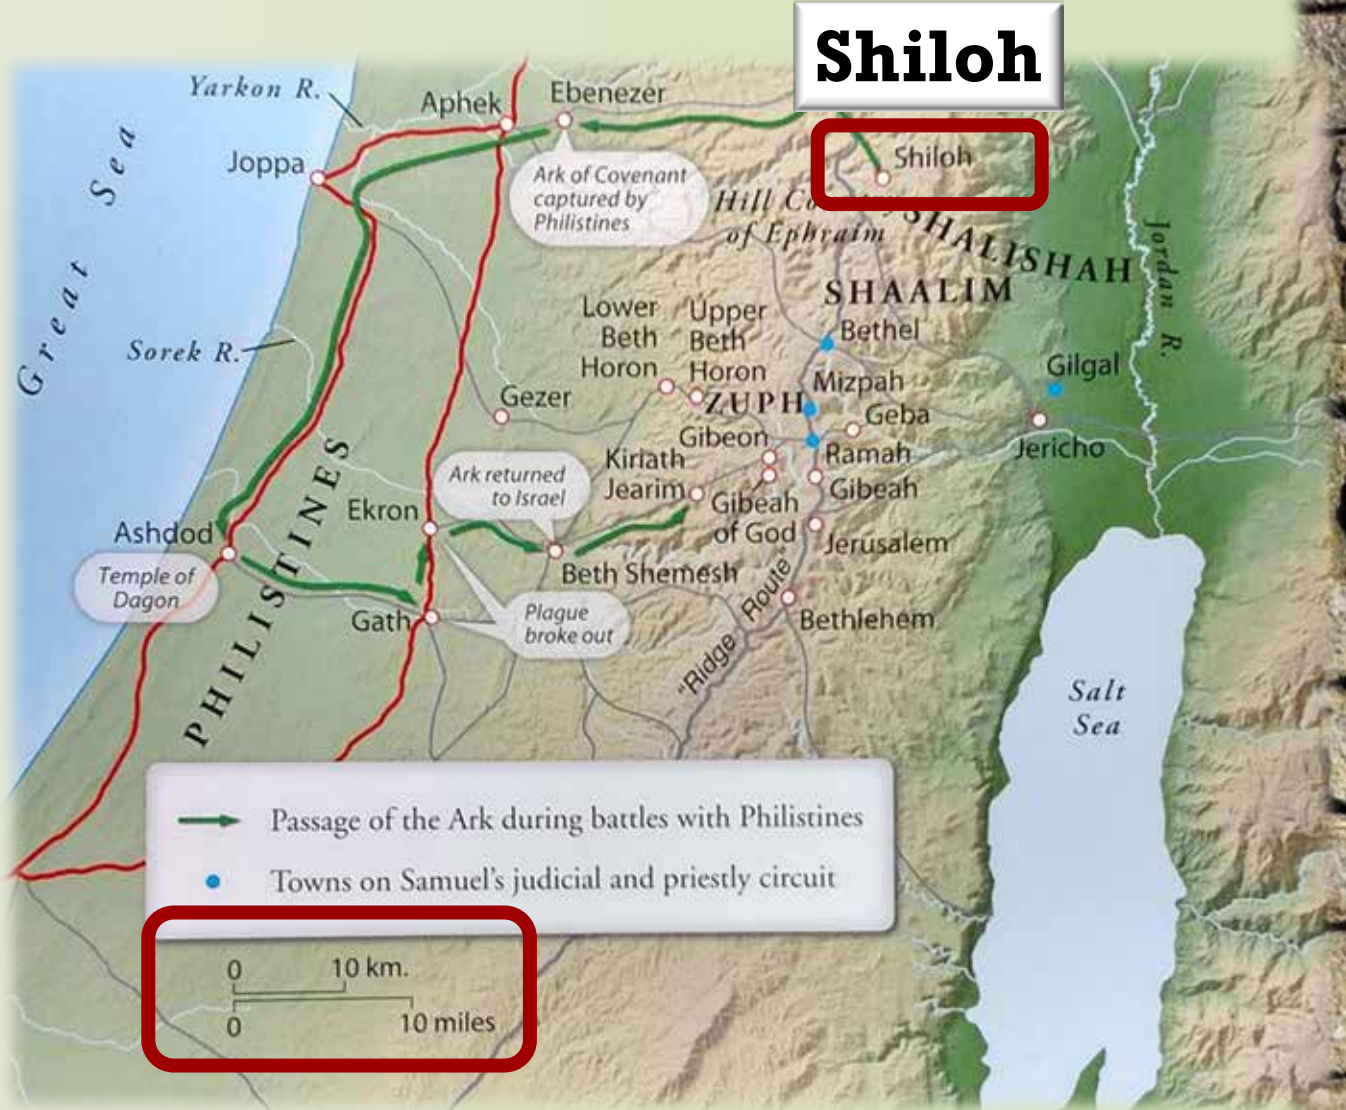 Shiloh
Yarkon R.
Aphek
Ebenezer
Joppa
Shiloh
Ark of Covenant
captured by
Philistines
Great Sea
Hill
of Ephraim
SHALISHAH
SHAALIM
Jordan R.
Lower
Beth
Horon
Upper
Beth
Horon
Bethel
Sorek R.
Gilgal
Mizpah
ZUPH
Gezer
Geba
Gibeon
Jericho
Ramah
Kiriath
Jearim
Ark returned
to Israel
Gibeah
Gibeah
of God
Ekron
Ashdod
Jerusalem
Temple of
Dagon
Beth Shemesh
PHILISTINES
Gath
Plague
broke out
"Ridge Route"
Bethlehem
Salt
Sea
Passage of the Ark during battles with Philistines
Towns on Samuel's judicial and priestly circuit
0 10 km.
0 10 miles